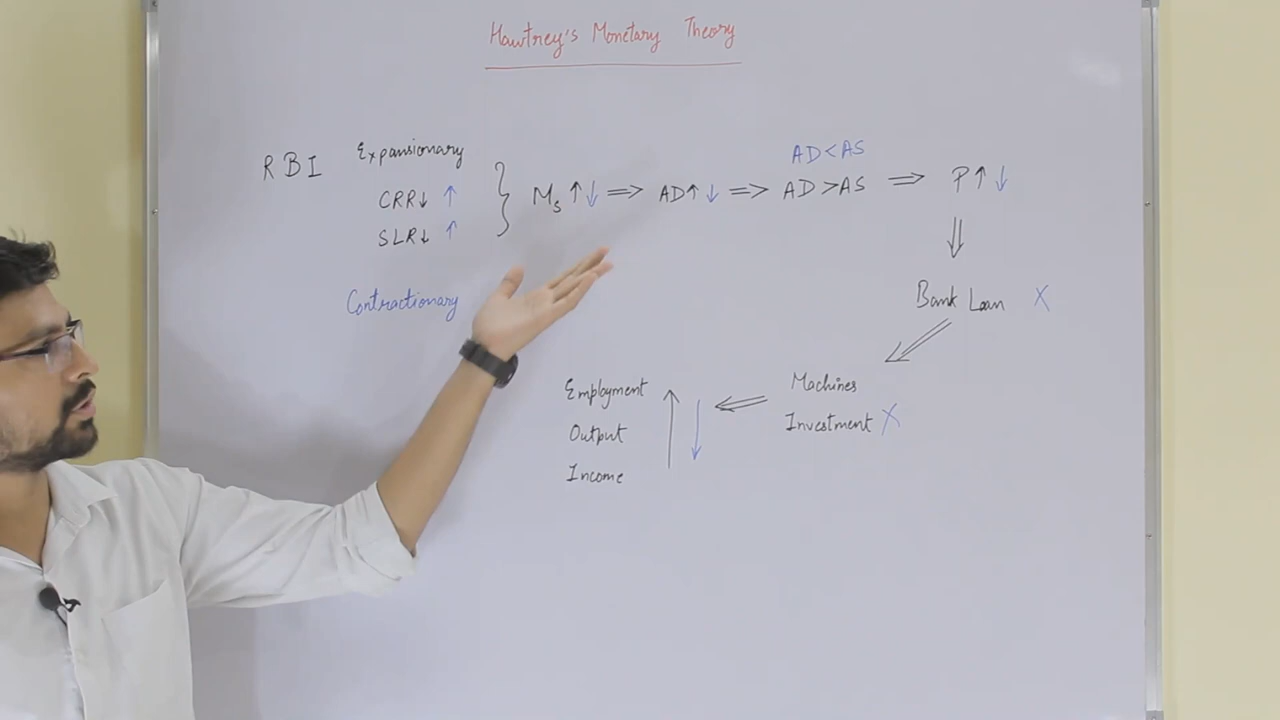 Hawtrey's Monetary Theory
RBI Expansionary
CRR↓ ↑
SLR↓ ↑
Contractionary
Ms ↑ ↓ ⇒ AD↑ ↓ ⇒ AD > AS ⇒ P↑ ↓
AD < AS
⇓
Bank Loan X
Machines
Investment X
⇐
Employment
Output ↑ ↓
Income